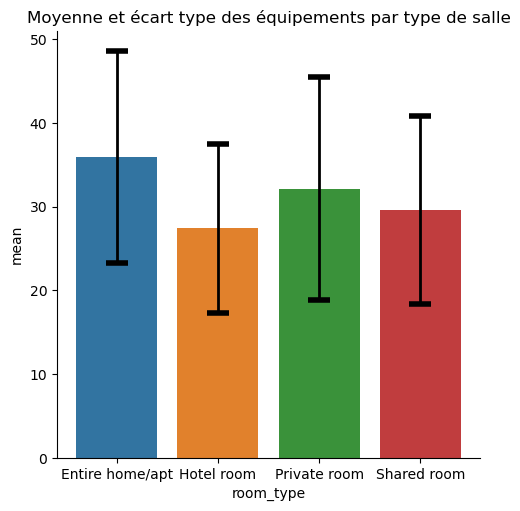 Moyenne et écart type des équipements par type de salle
50
40
30
20
10
0
mean
Entire home/apt Hotel room Private room Shared room
room_type